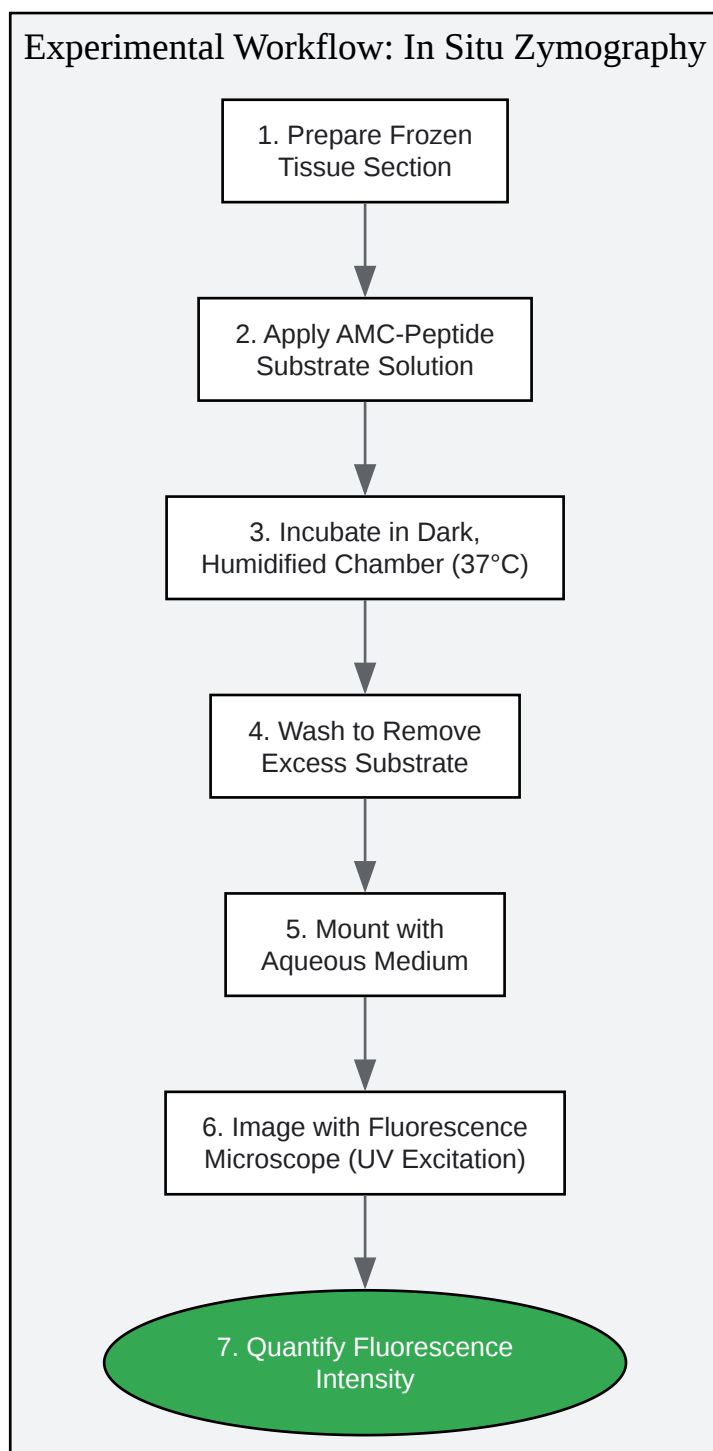 Experimental Workflow: In Situ Zymography
1. Prepare Frozen
Tissue Section
2. Apply AMC-Peptide
Substrate Solution
3. Incubate in Dark,
Humidified Chamber (37°C)
4. Wash to Remove
Excess Substrate
5. Mount with
Aqueous Medium
6. Image with Fluorescence
Microscope (UV Excitation)
7. Quantify Fluorescence
Intensity